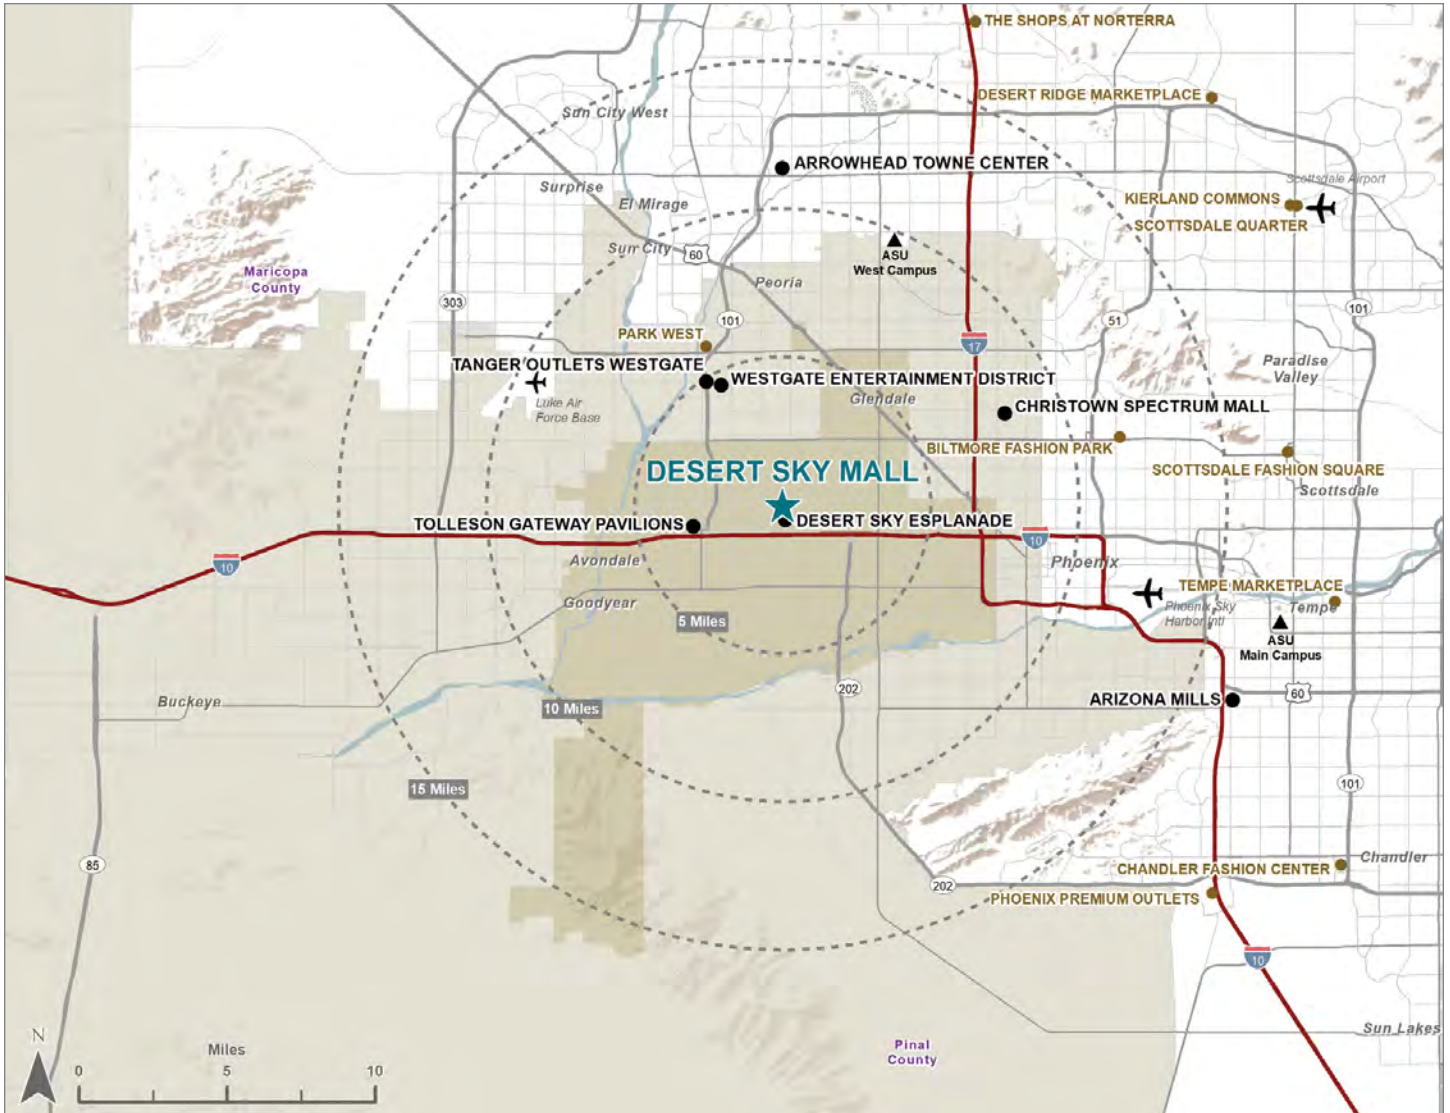 THE SHOPS AT NORTERRA
DESERT RIDGE MARKETPLACE
Sun City West
ARROWHEAD TOWNE CENTER
Scottsdale Airport
Surprise
El Mirage
KIERLAND COMMONS
SCOTTSDALE QUARTER
Sun City
60
ASU
West Campus
Maricopa
County
Peoria
303
101
51
101
PARK WEST
17
TANGER OUTLETS WESTGATE
WESTGATE ENTERTAINMENT DISTRICT
Paradise
Valley
Luke Air
Force Base
Glendale
CHRISTOWN SPECTRUM MALL
BILTMORE FASHION PARK
DESERT SKY MALL
SCOTTSDALE FASHION SQUARE
Scottsdale
TOLLESON GATEWAY PAVILIONS
DESERT SKY ESPLANADE
10
10
Avondale
Phoenix
TEMPE MARKETPLACE
Goodyear
Phoenix Sky
Harbor Intl
Tempe
5 Miles
ASU
Main Campus
202
60
Buckeye
10 Miles
ARIZONA MILLS
15 Miles
101
85
Chandler
CHANDLER FASHION CENTER
202
PHOENIX PREMIUM OUTLETS
10
Sun Lakes
N
Miles
Pinal
County
0
5
10